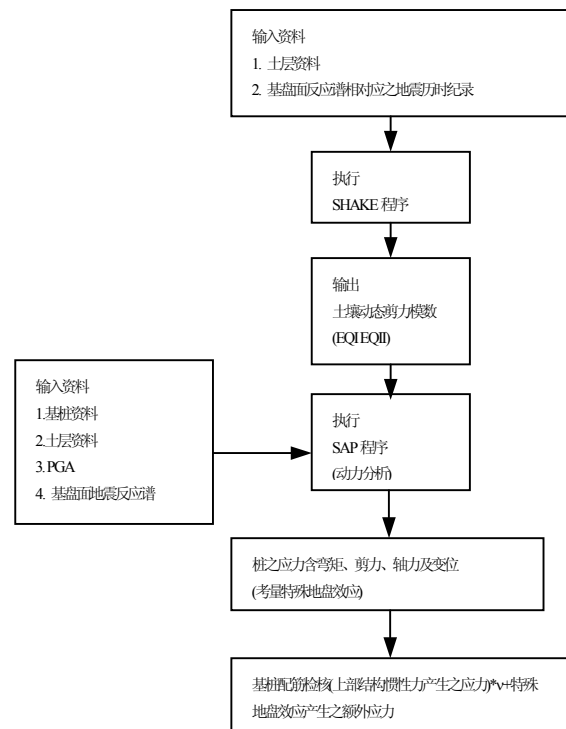 输入资料
1. 土层资料
2. 基盘面反应谱相对应之地震历时纪录
执行
SHAKE 程序
输出
土壤动态剪力模数
(EQI EQII)
输入资料
1.基桩资料
2.土层资料
3.PGA
4. 基盘面地震反应谱
执行
SAP 程序
(动力分析)
桩之应力含弯矩、剪力、轴力及变位
(考量特殊地盘效应)
基桩配筋检核(上部结构惯性力产生之应力)*ν+特殊
地盘效应产生之额外应力